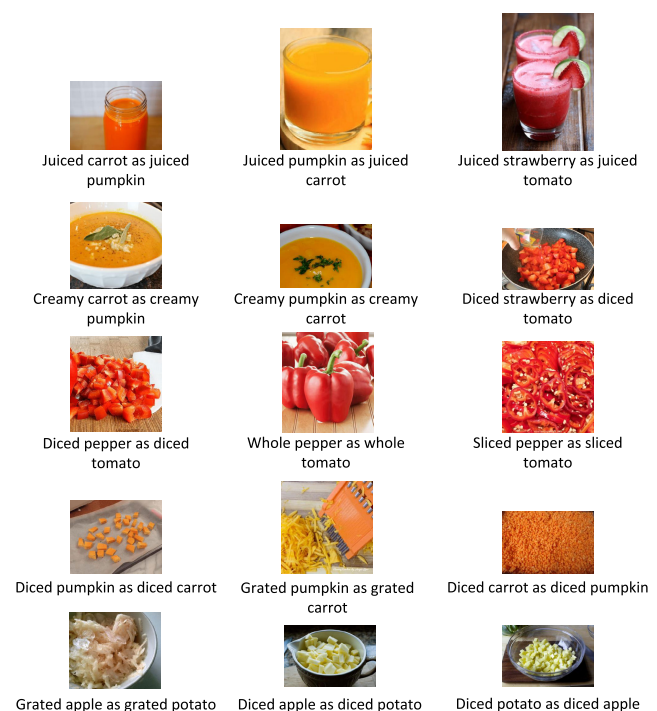 Juiced carrot as juiced
pumpkin
Juiced pumpkin as juiced
carrot
Juiced strawberry as juiced
tomato
Creamy carrot as creamy
pumpkin
Creamy pumpkin as creamy
carrot
Diced strawberry as diced
tomato
Diced pepper as diced
tomato
Whole pepper as whole
tomato
Sliced pepper as sliced
tomato
Diced pumpkin as diced carrot
Grated pumpkin as grated
carrot
Diced carrot as diced pumpkin
Grated apple as grated potato
Diced apple as diced potato
Diced potato as diced apple